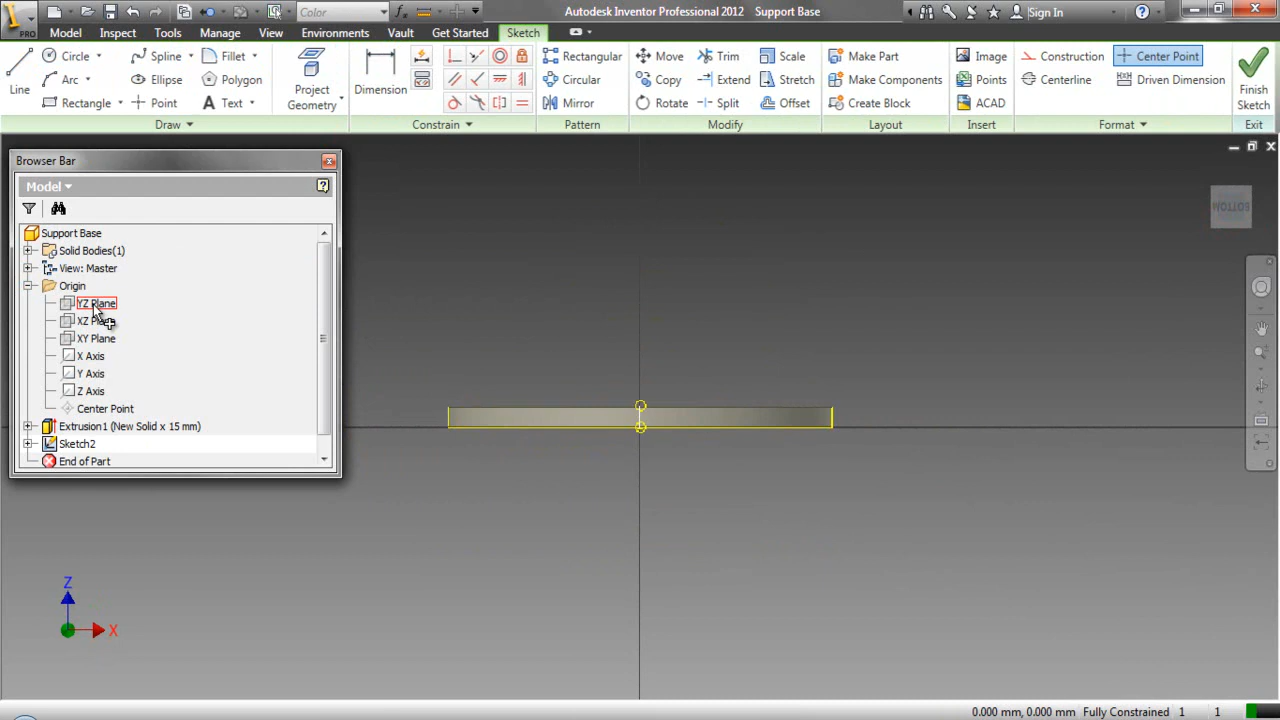 Color
Autodesk Inventor Professional 2012 Support Base
Sign In
PRO
Model Inspect Tools Manage View Environments Vault Get Started Sketch
Line Circle Spline Fillet Project Geometry Dimension Rectangular Move Trim Scale Make Part Image Construction Center Point Finish Sketch
Arc Ellipse Polygon Circular Copy Extend Stretch Make Components Points Centerline Driven Dimension
Rectangle Point Text Mirror Rotate Split Offset Create Block ACAD
Draw Constrain Pattern Modify Layout Insert Format Exit
Browser Bar
Model
Support Base
Solid Bodies(1)
View: Master
Origin
YZ Plane
XZ Plane
XY Plane
X Axis
Y Axis
Z Axis
Center Point
Extrusion1 (New Solid x 15 mm)
Sketch2
End of Part
BOTTOM
Z
X
0.000 mm, 0.000 mm Fully Constrained 1 1